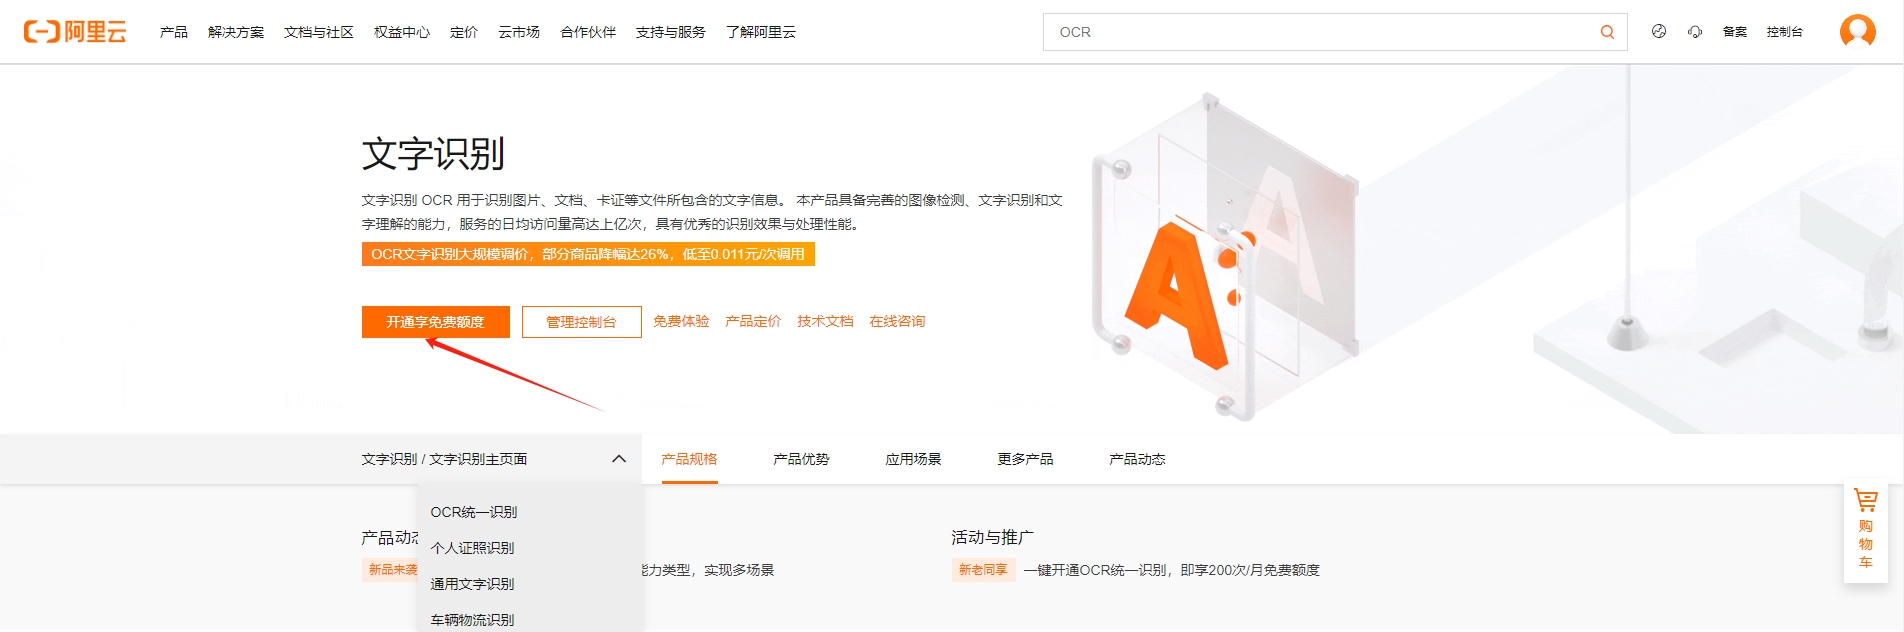 阿里云 产品 解决方案 文档与社区 权益中心 定价 云市场 合作伙伴 支持与服务 了解阿里云 OCR 备案 控制台
文字识别
文字识别 OCR 用于识别图片、文档、卡证等文件所包含的文字信息。 本产品具备完善的图像检测、文字识别和文
字理解的能力，服务的日均访问量高达上亿次，具有优秀的识别效果与处理性能。
OCR文字识别大规模调价，部分商品降幅达26%，低至0.011元/次调用
开通享免费额度 管理控制台 免费体验 产品定价 技术文档 在线咨询
A
A
文字识别 / 文字识别主页面 产品规格 产品优势 应用场景 更多产品 产品动态
OCR统一识别
个人证照识别
通用文字识别
车辆物流识别
产品动态
新品来袭 能力类型，实现多场景
活动与推广
新老同享 一键开通OCR统一识别，即享200次/月免费额度
购
物
车